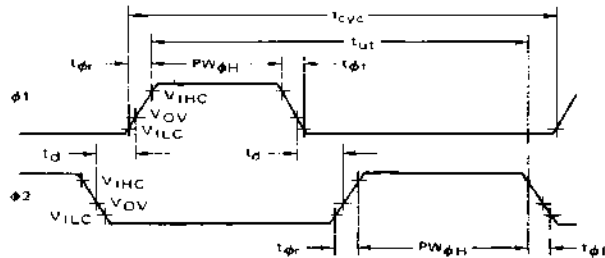 tcyc
tut
tϕr PWϕH tϕf
ϕ1
VIHC
VOV
VILC
td td
ϕ2
VIHC
VOV
VILC
tϕr PWϕH tϕf